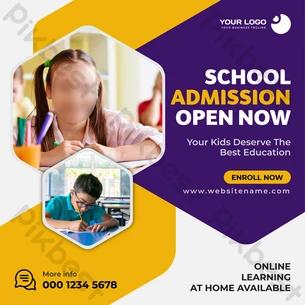 YOUR LOGO
YOUR BUSINESS TAGLINE
SCHOOL
ADMISSION
OPEN NOW
Your Kids Deserve The
Best Education
ENROLL NOW
www.websitename.com
ONLINE
LEARNING
AT HOME AVAILABLE
More info
000 1234 5678
pikbest